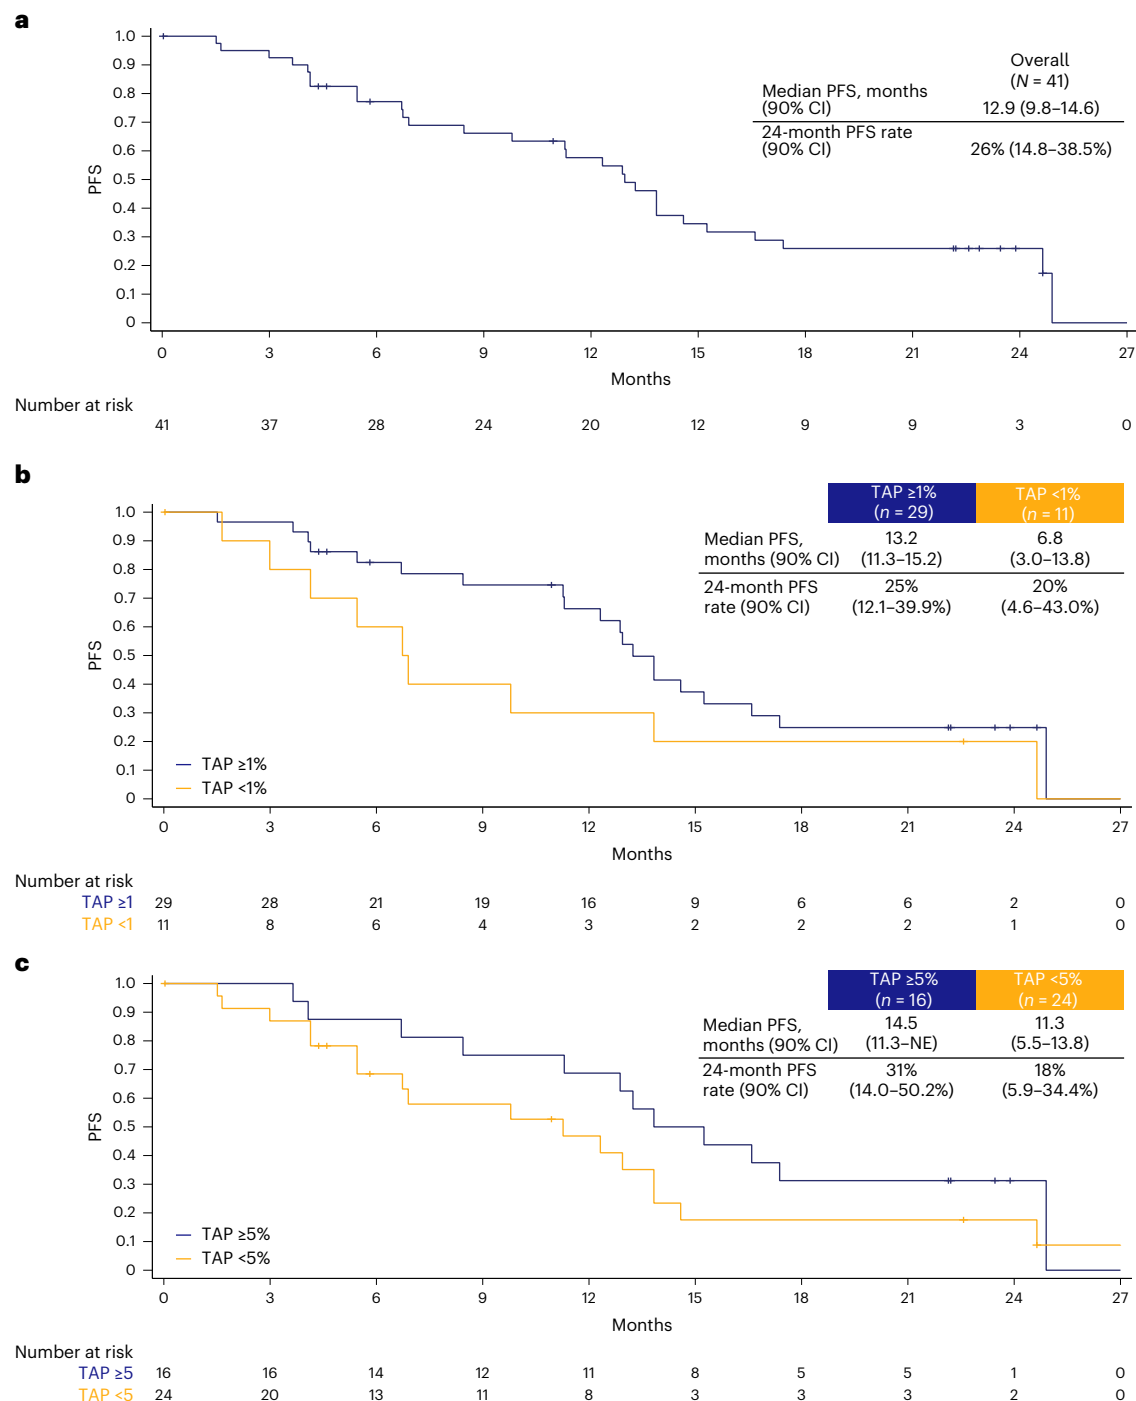 a
Overall
(N = 41)
Median PFS, months
(90% CI)
12.9 (9.8–14.6)
24-month PFS rate
(90% CI)
26% (14.8–38.5%)
PFS
1.0
0.9
0.8
0.7
0.6
0.5
0.4
0.3
0.2
0.1
0
0 3 6 9 12 15 18 21 24 27
Months
Number at risk
41 37 28 24 20 12 9 9 3 0
b
TAP ≥1%
(n = 29)
TAP <1%
(n = 11)
Median PFS,
months (90% CI)
13.2
(11.3–15.2)
6.8
(3.0–13.8)
24-month PFS
rate (90% CI)
25%
(12.1–39.9%)
20%
(4.6–43.0%)
PFS
1.0
0.9
0.8
0.7
0.6
0.5
0.4
0.3
0.2
0.1
0
TAP ≥1%
TAP <1%
0 3 6 9 12 15 18 21 24 27
Months
Number at risk
TAP ≥1 29 28 21 19 16 9 6 6 2 0
TAP <1 11 8 6 4 3 2 2 2 1 0
c
TAP ≥5%
(n = 16)
TAP <5%
(n = 24)
Median PFS,
months (90% CI)
14.5
(11.3–NE)
11.3
(5.5–13.8)
24-month PFS
rate (90% CI)
31%
(14.0–50.2%)
18%
(5.9–34.4%)
PFS
1.0
0.9
0.8
0.7
0.6
0.5
0.4
0.3
0.2
0.1
0
TAP ≥5%
TAP <5%
0 3 6 9 12 15 18 21 24 27
Months
Number at risk
TAP ≥5 16 16 14 12 11 8 5 5 1 0
TAP <5 24 20 13 11 8 3 3 3 2 0